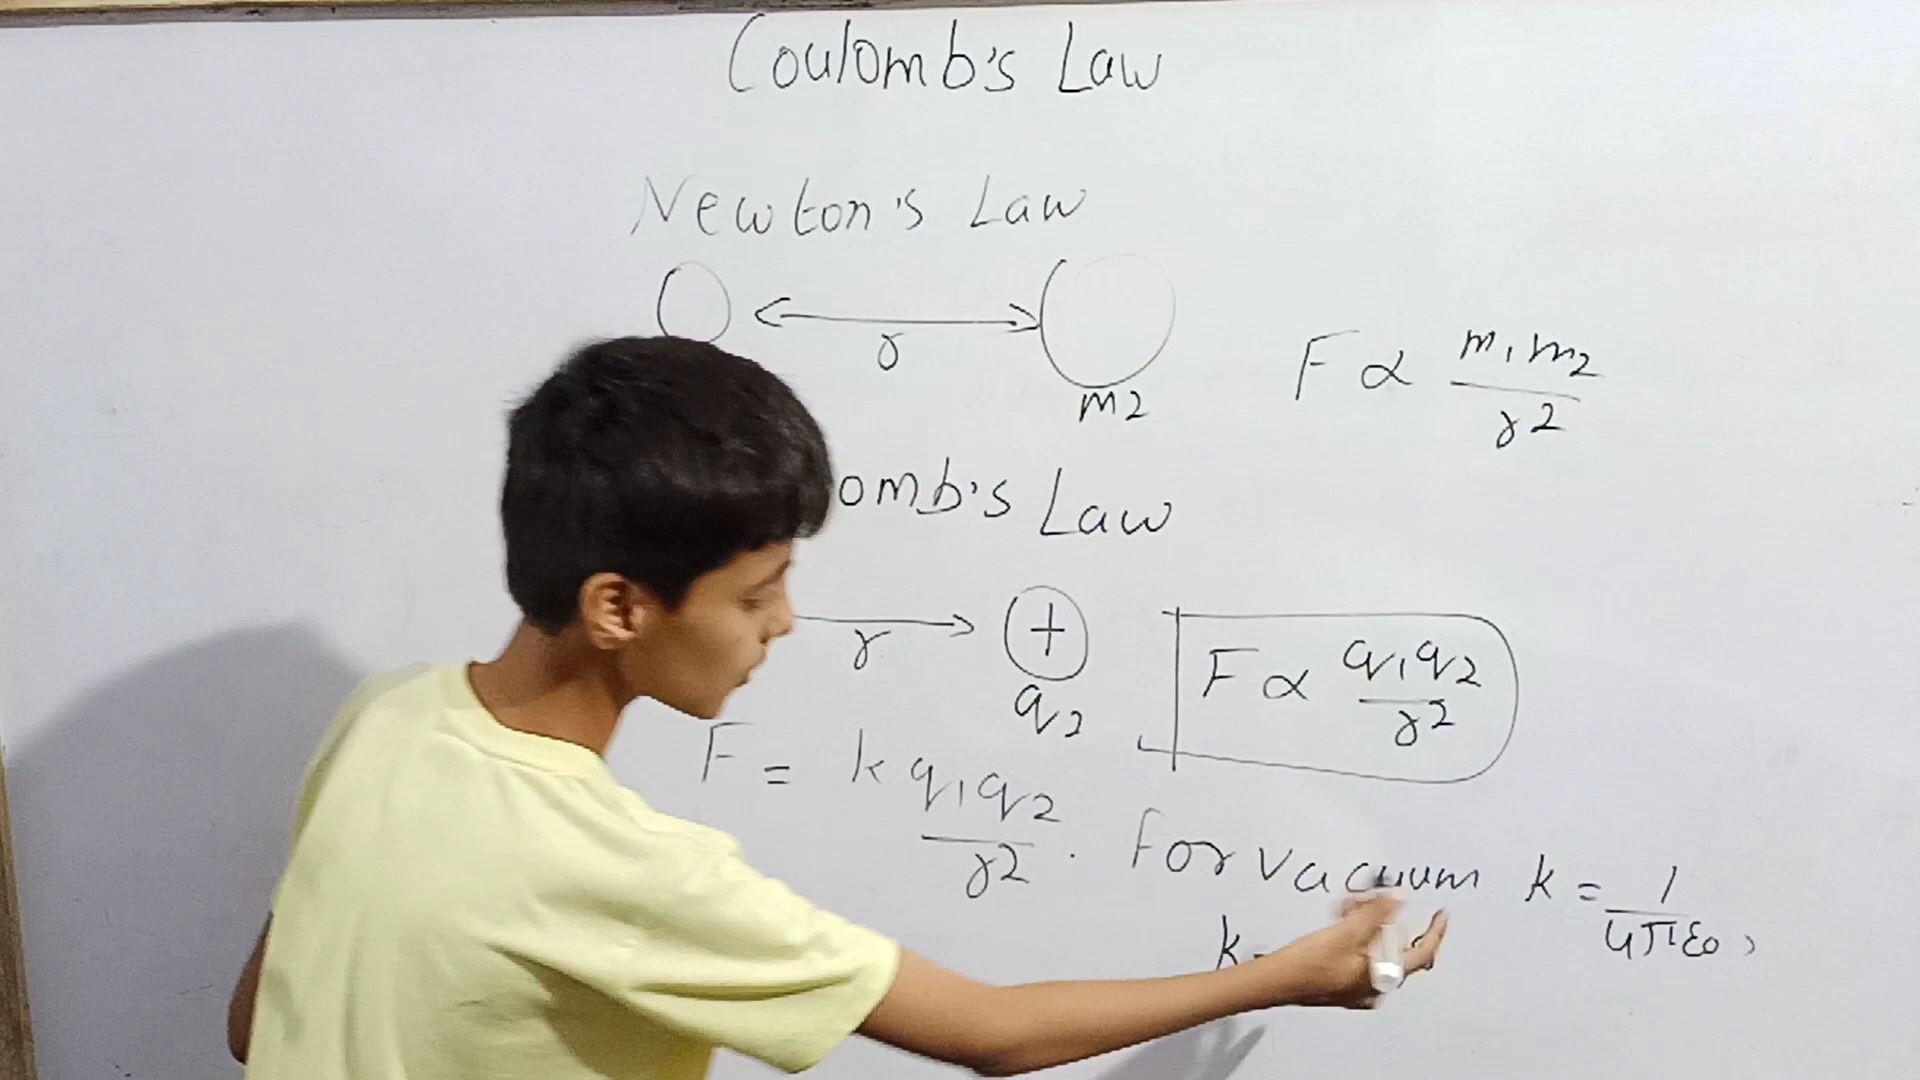 Coulomb's Law
Newton's Law
r
m2
F ∝ m1m2 / r2
omb's Law
r
+
q2
F ∝ q1q2 / r2
F = k q1q2 / r2 .
For vacuum k = 1 / 4πε0 ,
k =